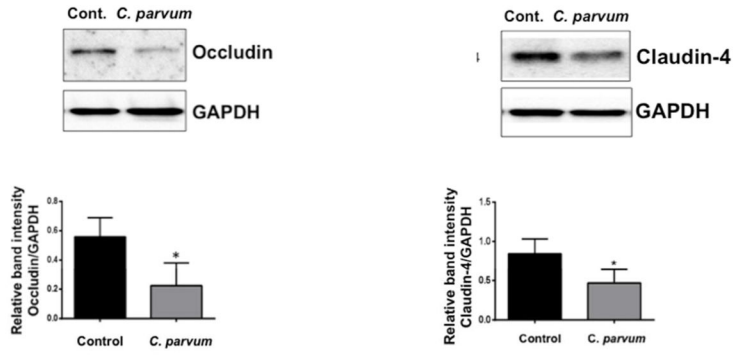 Cont. C. parvum
Occludin
GAPDH
Relative band intensity
Occludin/GAPDH
0.8
0.6
0.4
0.2
0.0
*
Control C. parvum
Cont. C. parvum
Claudin-4
GAPDH
Relative band intensity
Claudin-4/GAPDH
1.5
1.0
0.5
0.0
*
Control C. parvum